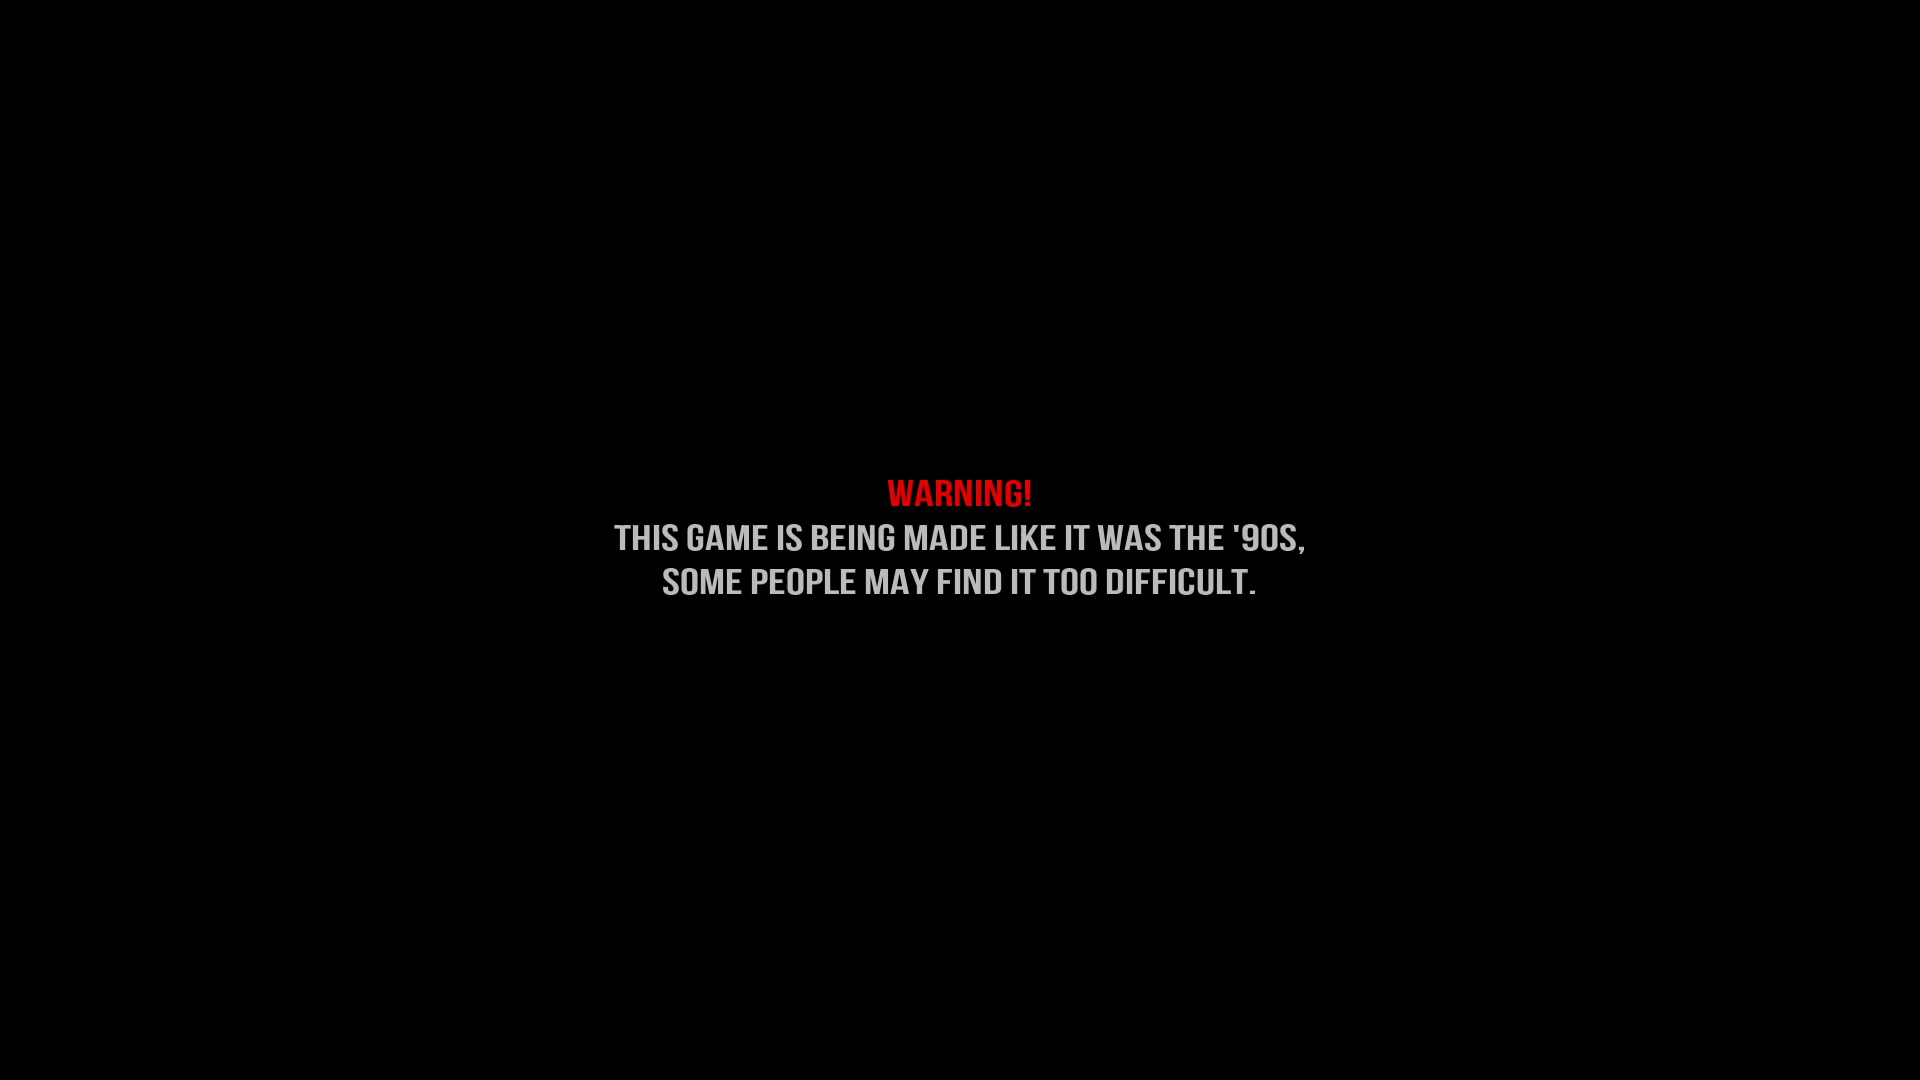 WARNING!
THIS GAME IS BEING MADE LIKE IT WAS THE '90S,
SOME PEOPLE MAY FIND IT TOO DIFFICULT.